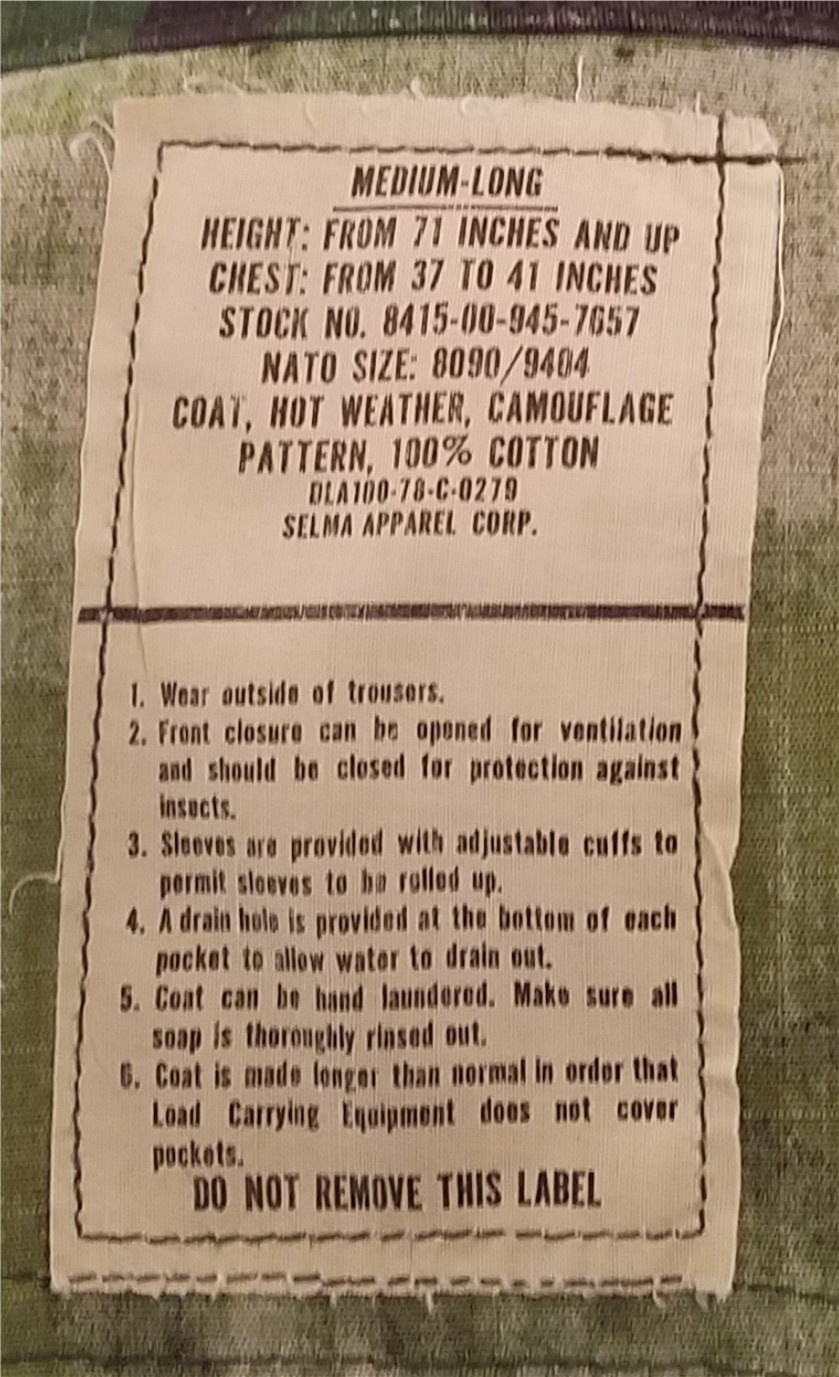 MEDIUM-LONG
HEIGHT: FROM 71 INCHES AND UP
CHEST: FROM 37 TO 41 INCHES
STOCK NO. 8415-00-945-7657
NATO SIZE: 8090/9404
COAT, HOT WEATHER, CAMOUFLAGE
PATTERN, 100% COTTON
DLA100-78-C-0279
SELMA APPAREL CORP.
1. Wear outside of trousers.
2. Front closure can be opened for ventilation
and should be closed for protection against
insects.
3. Sleeves are provided with adjustable cuffs to
permit sleeves to be rolled up.
4. A drain hole is provided at the bottom of each
pocket to allow water to drain out.
5. Coat can be hand laundered. Make sure all
soap is thoroughly rinsed out.
6. Coat is made longer than normal in order that
Load Carrying Equipment does not cover
pockets.
DO NOT REMOVE THIS LABEL